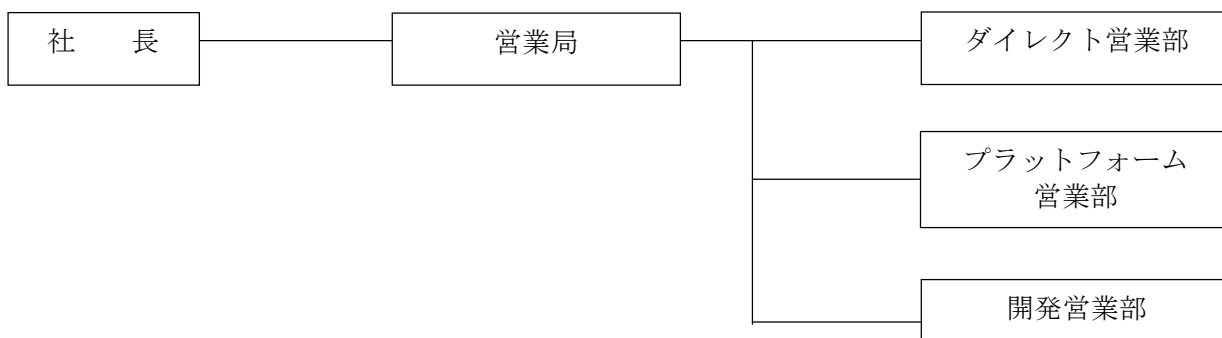 社　　長
営業局
ダイレクト営業部
プラットフォーム
営業部
開発営業部